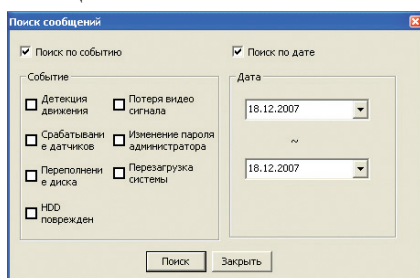 Поиск сообщений
Поиск по событию
Поиск по дате
Событие
Детекция
движения
Потеря видео
сигнала
Срабатывани
е датчиков
Изменение пароля
администратора
Переполнени
е диска
Перезагрузка
системы
HDD
поврежден
Дата
18.12.2007
~
18.12.2007
Поиск
Закрыть